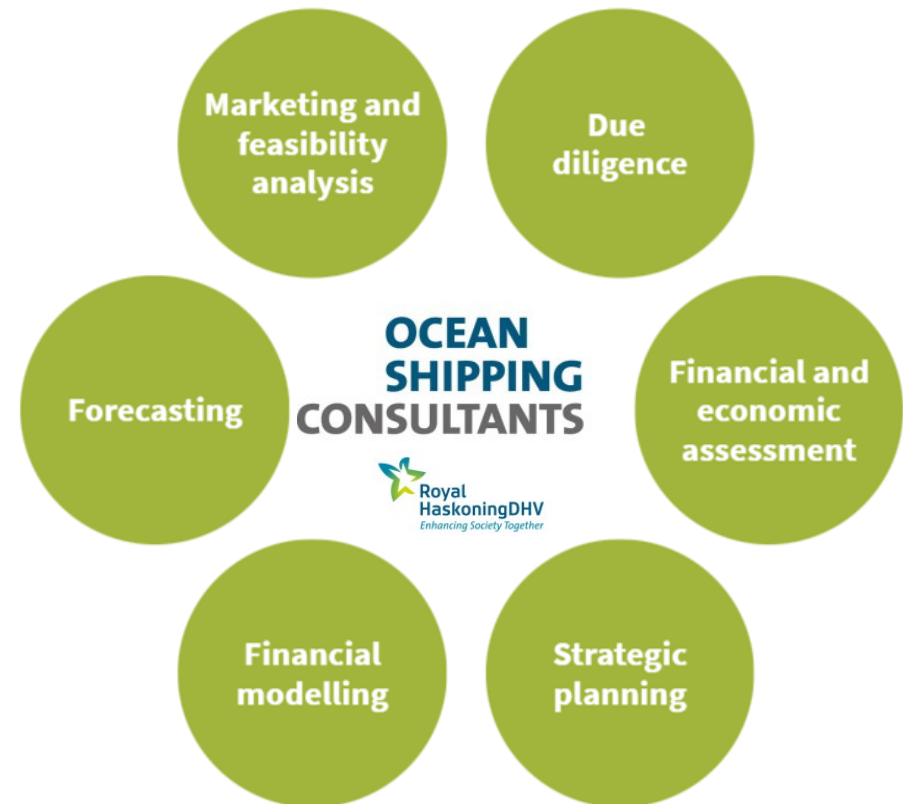 Marketing and
feasibility
analysis
Due
diligence
Forecasting
OCEAN
SHIPPING
CONSULTANTS
Royal
HaskoningDHV
Enhancing Society Together
Financial and
economic
assessment
Financial
modelling
Strategic
planning